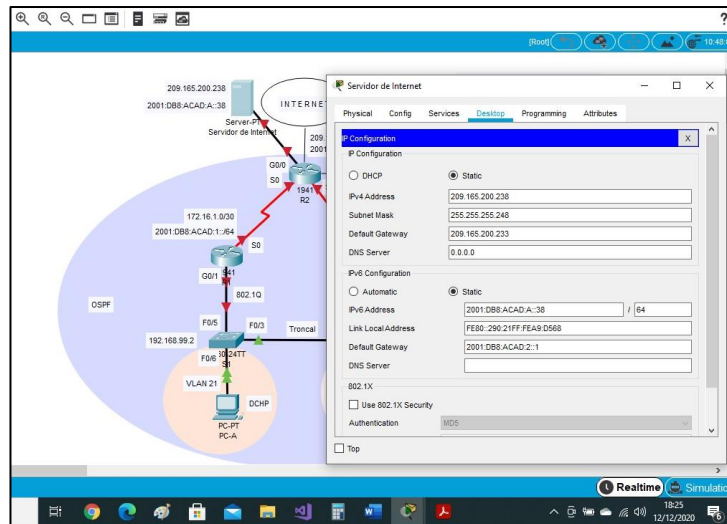 [Root]
10:48:
209.165.200.238
2001:DB8:ACAD:A::38
Server-PT
Servidor de Internet
INTERNE
209.
2001
G0/0
S0
1941
R2
172.16.1.0/30
2001:DB8:ACAD:1::/64
S0
G0/1
941
802.1Q
OSPF
F0/5
F0/3
Troncal
192.168.99.2
F0/6
24TT
S1
VLAN 21
DCHP
PC-PT
PC-A
Servidor de Internet
Physical Config Services Desktop Programming Attributes
IP Configuration X
IP Configuration
DHCP Static
IPv4 Address 209.165.200.238
Subnet Mask 255.255.255.248
Default Gateway 209.165.200.233
DNS Server 0.0.0.0
IPv6 Configuration
Automatic Static
IPv6 Address 2001:DB8:ACAD:A::38 / 64
Link Local Address FE80::290:21FF:FEA9:D568
Default Gateway 2001:DB8:ACAD:2::1
DNS Server
802.1X
Use 802.1X Security
Authentication MD5
Top
Realtime Simulatio
18:25
12/12/2020
6